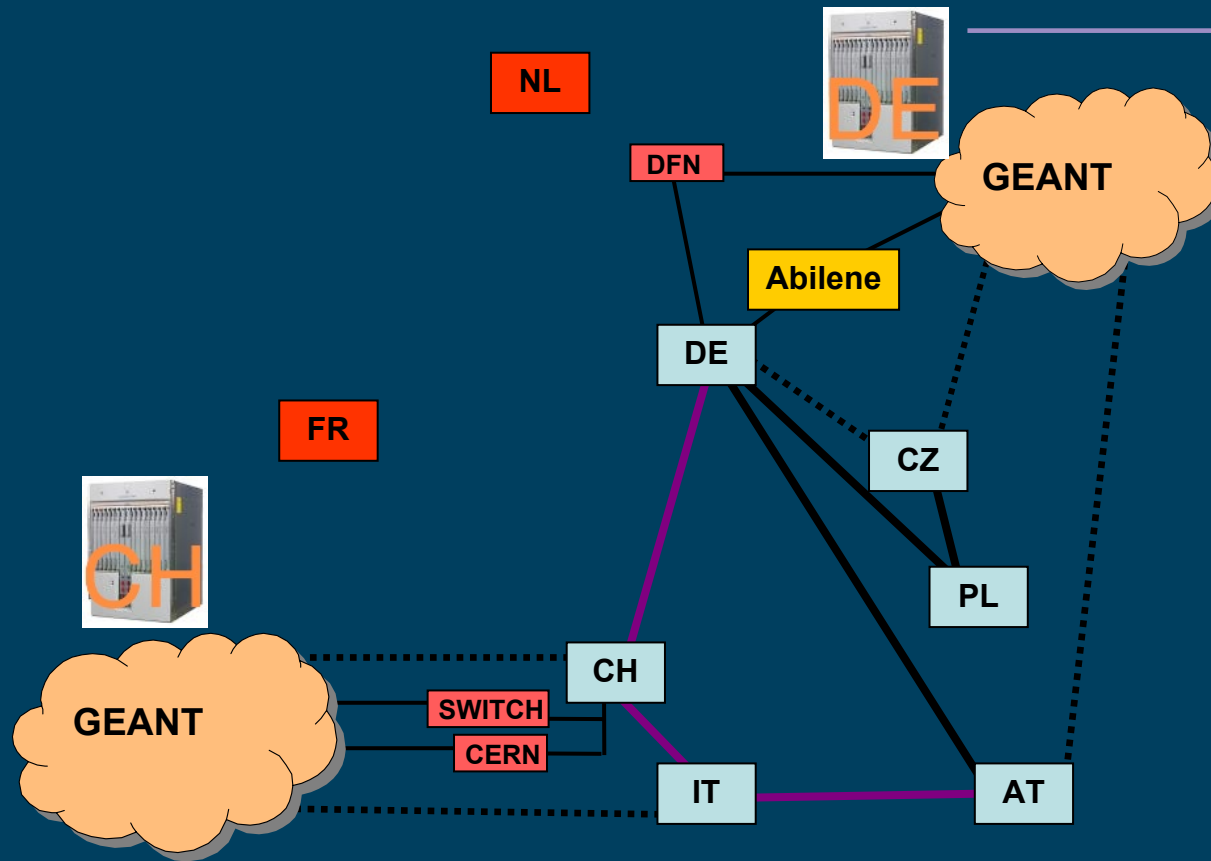 NL
DE
DFN
GEANT
Abilene
DE
FR
CZ
CH
PL
CH
SWITCH
GEANT
CERN
IT
AT